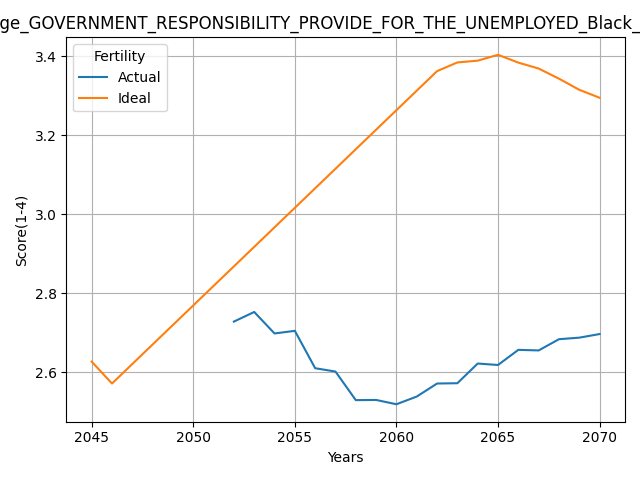 ge_GOVERNMENT_RESPONSIBILITY_PROVIDE_FOR_THE_UNEMPLOYED_Black_
Fertility
Actual
Ideal
3.4
3.2
3.0
2.8
2.6
Score(1-4)
2045
2050
2055
2060
2065
2070
Years